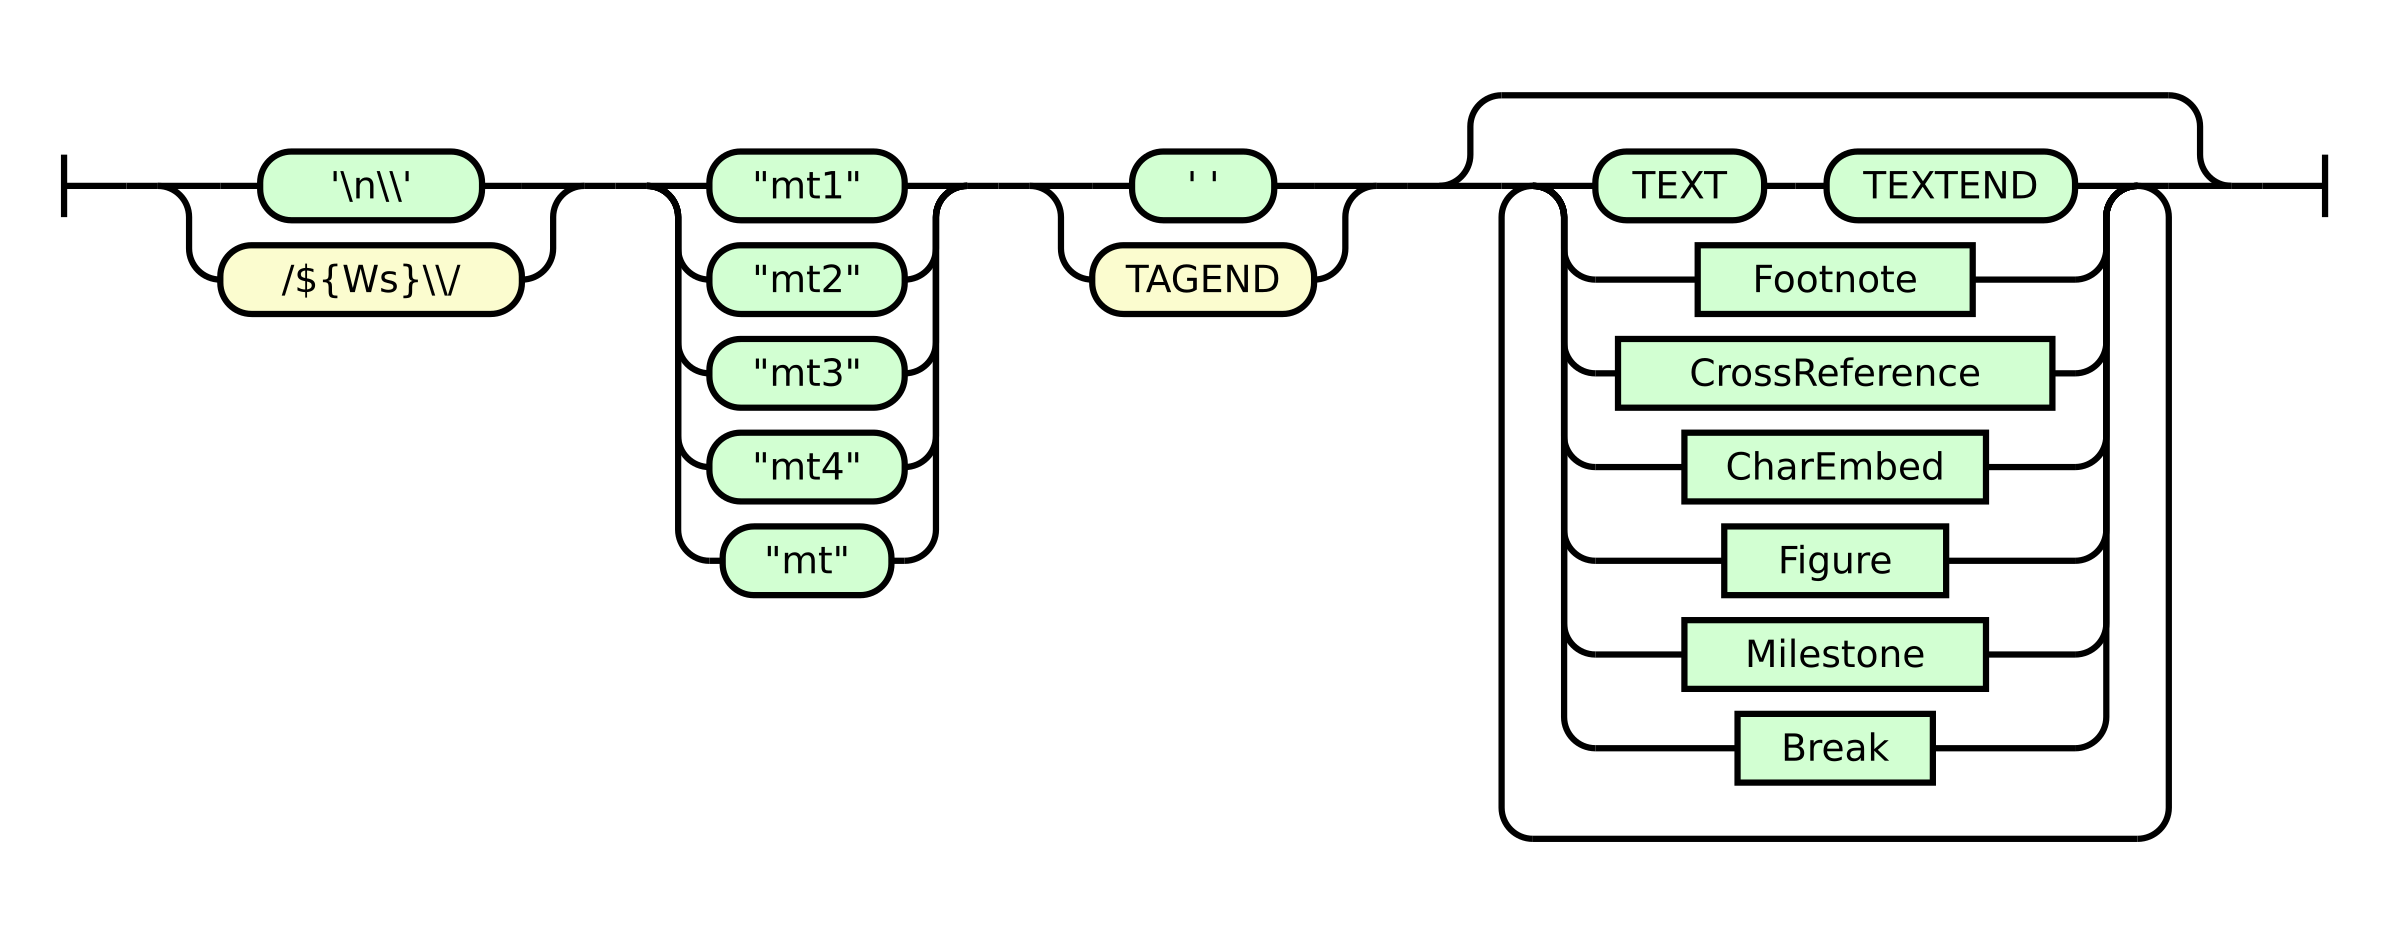 '\n\\'
/${Ws}\\/
"mt1"
"mt2"
"mt3"
"mt4"
"mt"
' '
TAGEND
TEXT TEXTEND
Footnote
CrossReference
CharEmbed
Figure
Milestone
Break